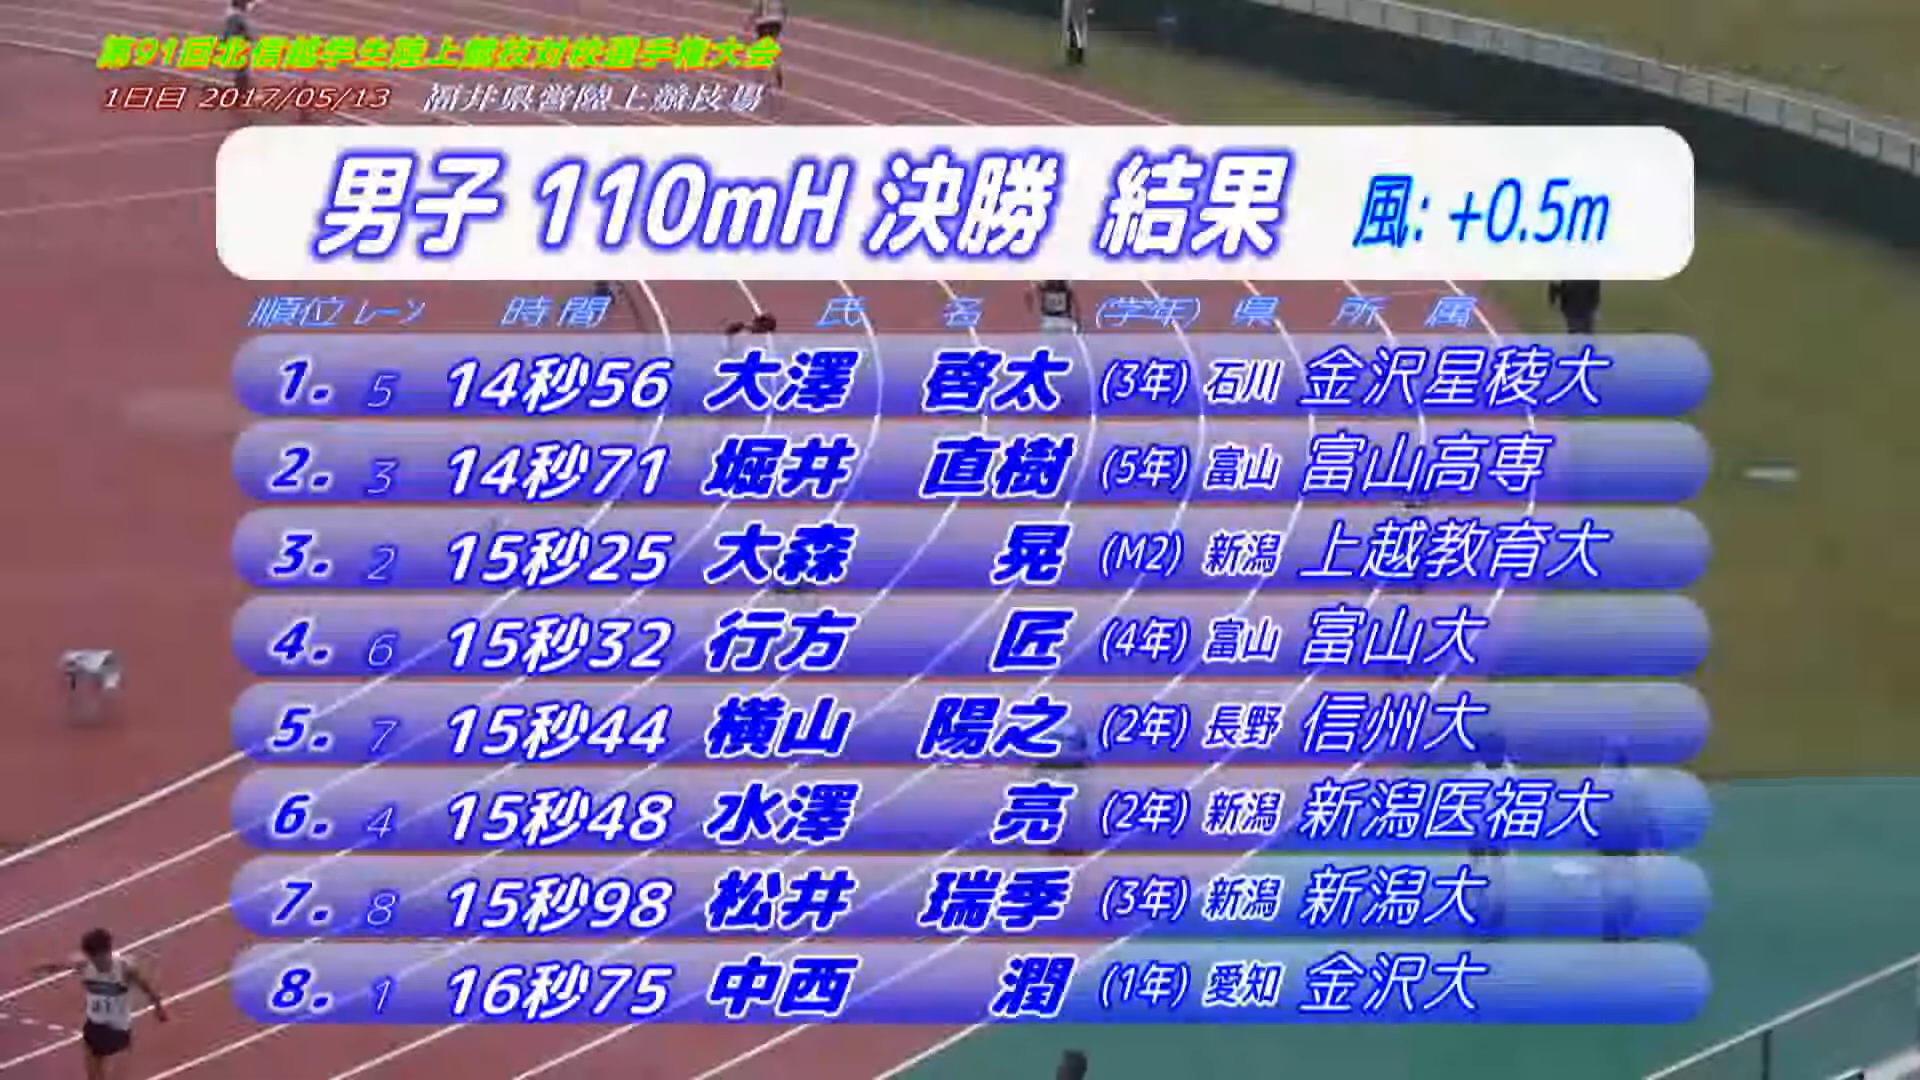 第91回北信越学生陸上競技対校選手権大会
1日目 2017/05/13 福井県営陸上競技場
男子 110mH 決勝 結果 風: +0.5m
順位 レーン 時間 氏名 (学年) 県 所属
1. 5 14秒56 大澤 啓太 (3年) 石川 金沢星稜大
2. 3 14秒71 堀井 直樹 (5年) 富山 富山高専
3. 2 15秒25 大森 晃 (M2) 新潟 上越教育大
4. 6 15秒32 行方 匠 (4年) 富山 富山大
5. 7 15秒44 横山 陽之 (2年) 長野 信州大
6. 4 15秒48 水澤 亮 (2年) 新潟 新潟医福大
7. 8 15秒98 松井 瑞季 (3年) 新潟 新潟大
8. 1 16秒75 中西 潤 (1年) 愛知 金沢大